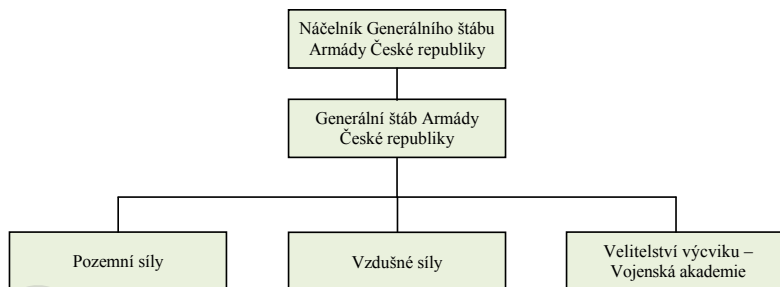 Náčelník Generálního štábu
Armády České republiky
Generální štáb Armády
České republiky
Pozemní síly
Vzdušné síly
Velitelství výcviku –
Vojenská akademie